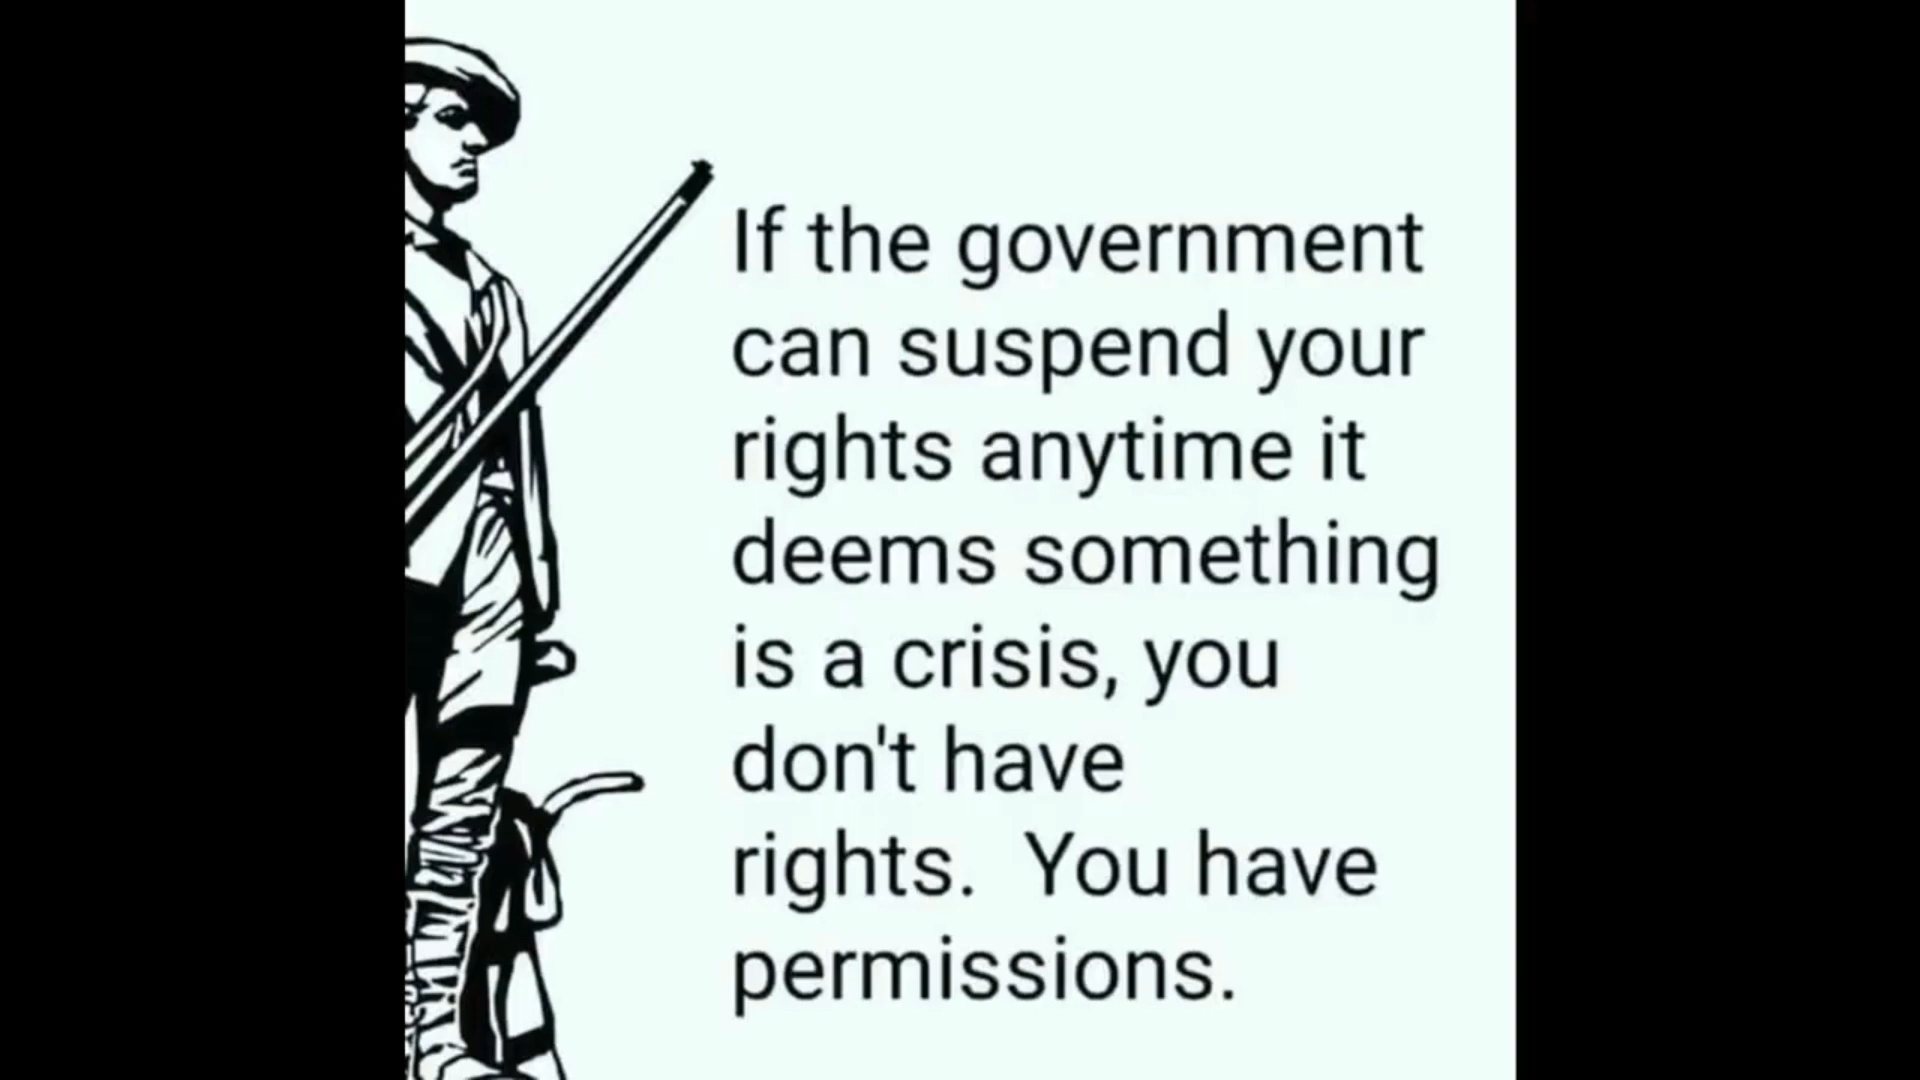 If the government
can suspend your
rights anytime it
deems something
is a crisis, you
don't have
rights.  You have
permissions.